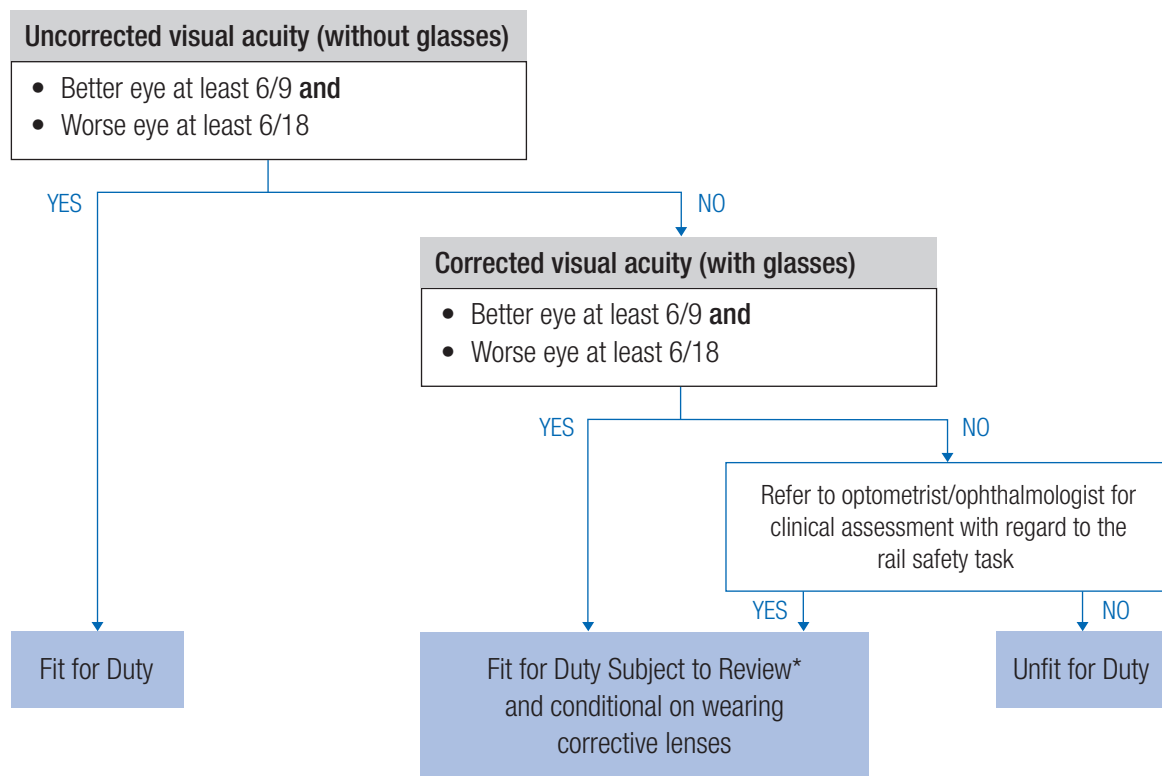 Uncorrected visual acuity (without glasses)
• Better eye at least 6/9 and
• Worse eye at least 6/18
YES
NO
Corrected visual acuity (with glasses)
• Better eye at least 6/9 and
• Worse eye at least 6/18
YES
NO
Refer to optometrist/ophthalmologist for
clinical assessment with regard to the
rail safety task
YES
NO
Fit for Duty
Fit for Duty Subject to Review*
and conditional on wearing
corrective lenses
Unfit for Duty